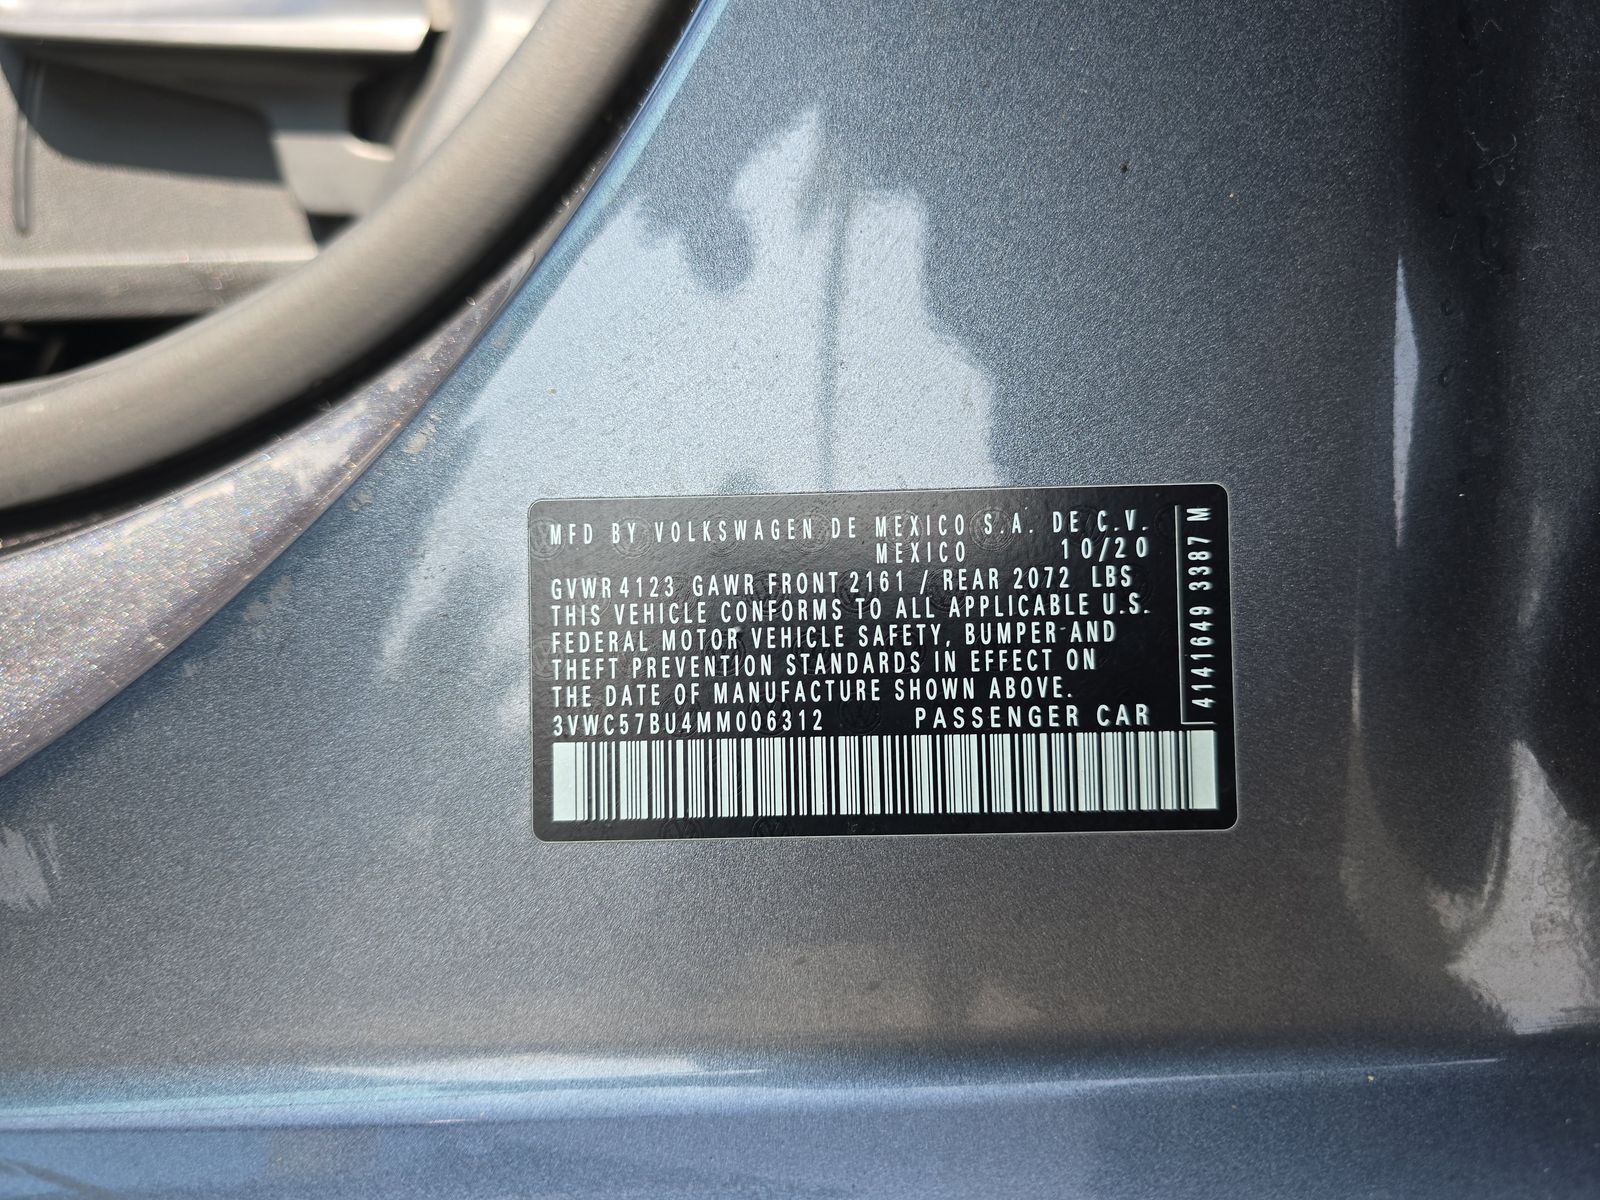 MFD BY VOLKSWAGEN DE MEXICO S.A. DE C.V.
MEXICO 10/20
GVWR 4123 GAWR FRONT 2161 / REAR 2072 LBS
THIS VEHICLE CONFORMS TO ALL APPLICABLE U.S.
FEDERAL MOTOR VEHICLE SAFETY, BUMPER AND
THEFT PREVENTION STANDARDS IN EFFECT ON
THE DATE OF MANUFACTURE SHOWN ABOVE.
3VWC57BU4MM006312 PASSENGER CAR
4141649 3387 M